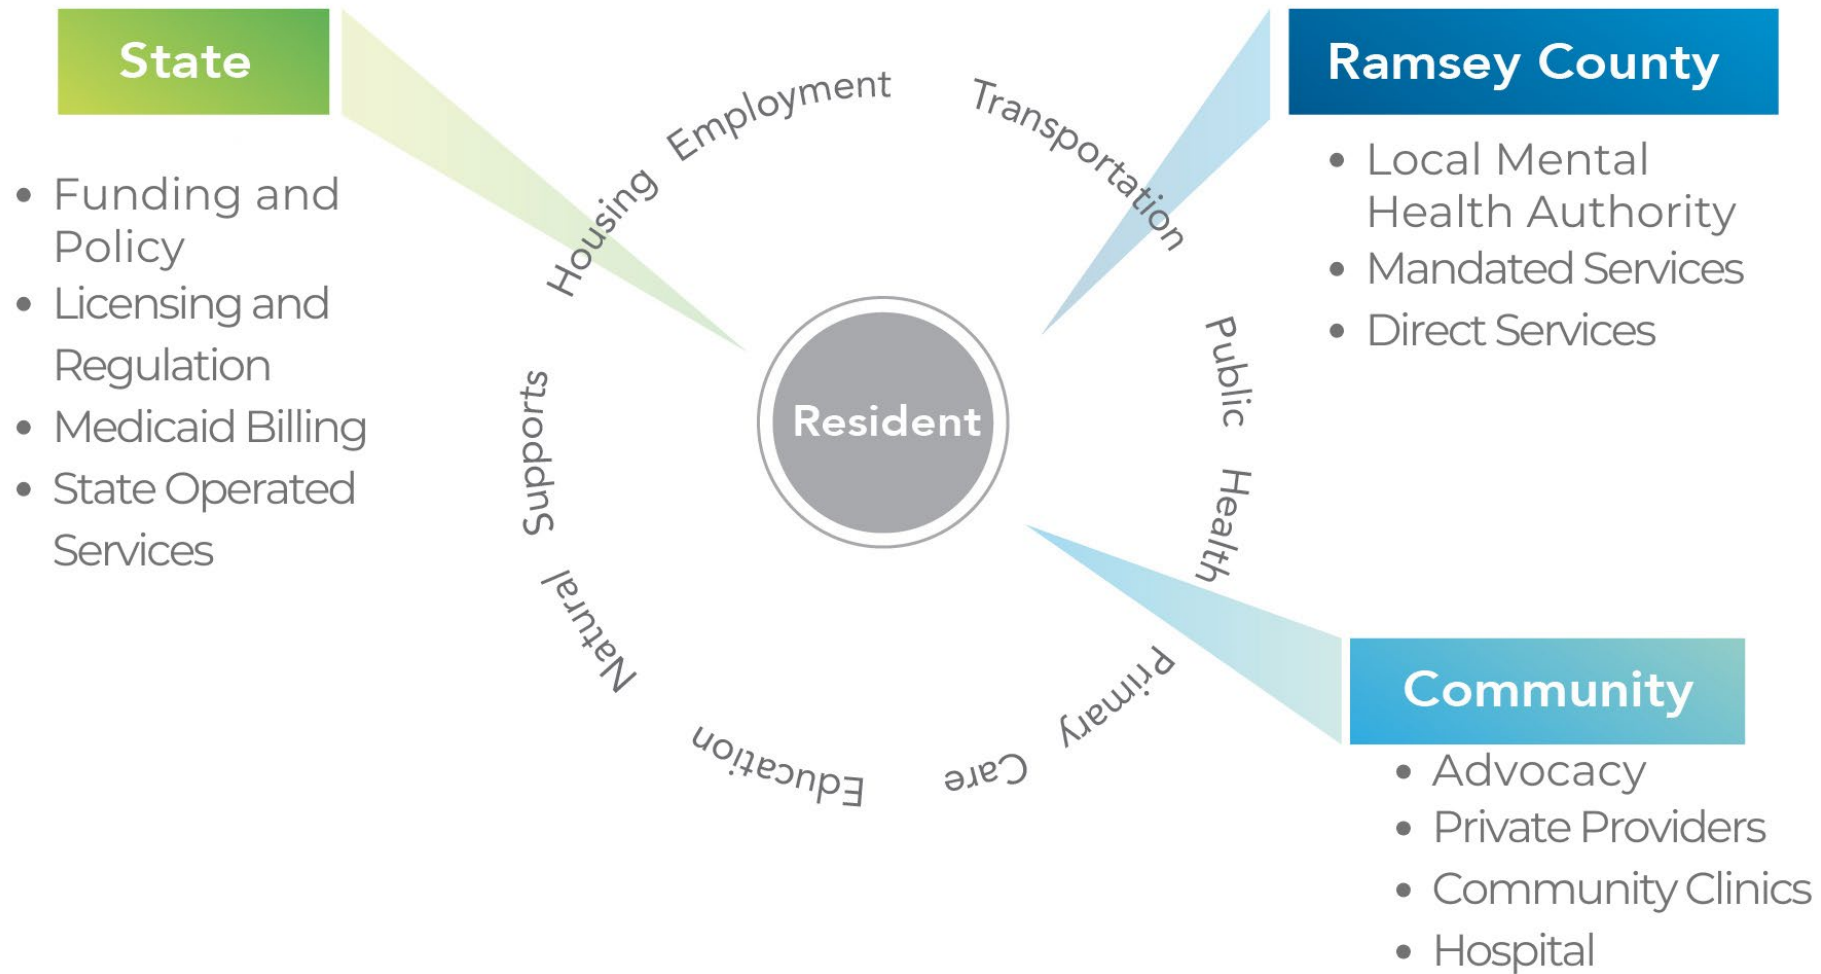 State
• Funding and
Policy
• Licensing and
Regulation
• Medicaid Billing
• State Operated
Services
Housing
Employment
Transportation
Public Health
Primary Care
Education
Natural Supports
Resident
Ramsey County
• Local Mental
Health Authority
• Mandated Services
• Direct Services
Community
• Advocacy
• Private Providers
• Community Clinics
• Hospital